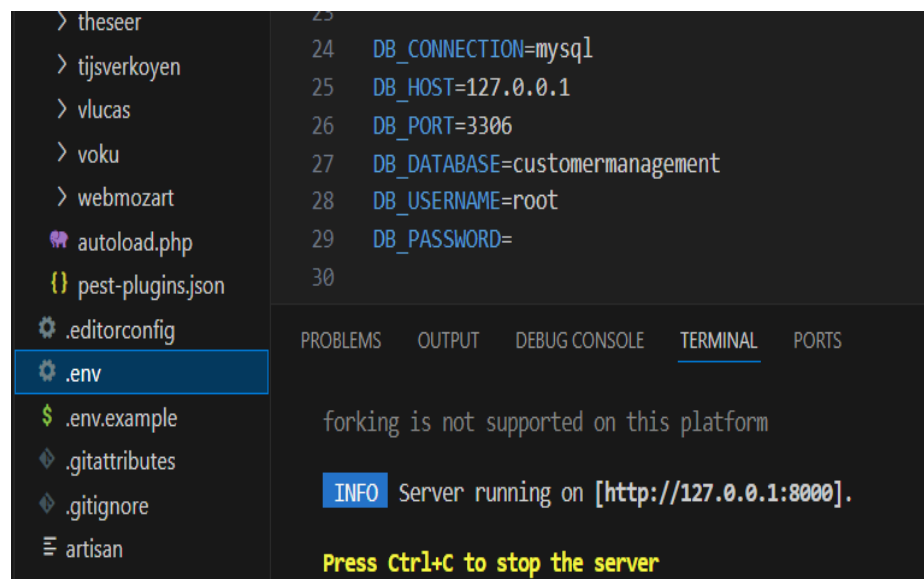 theseer
tijsverkoyen
vlucas
voku
webmozart
autoload.php
{} pest-plugins.json
.editorconfig
.env
$ .env.example
.gitattributes
.gitignore
artisan
23
24 DB_CONNECTION=mysql
25 DB_HOST=127.0.0.1
26 DB_PORT=3306
27 DB_DATABASE=customermanagement
28 DB_USERNAME=root
29 DB_PASSWORD=
30
PROBLEMS OUTPUT DEBUG CONSOLE TERMINAL PORTS
forking is not supported on this platform
INFO Server running on [http://127.0.0.1:8000].
Press Ctrl+C to stop the server